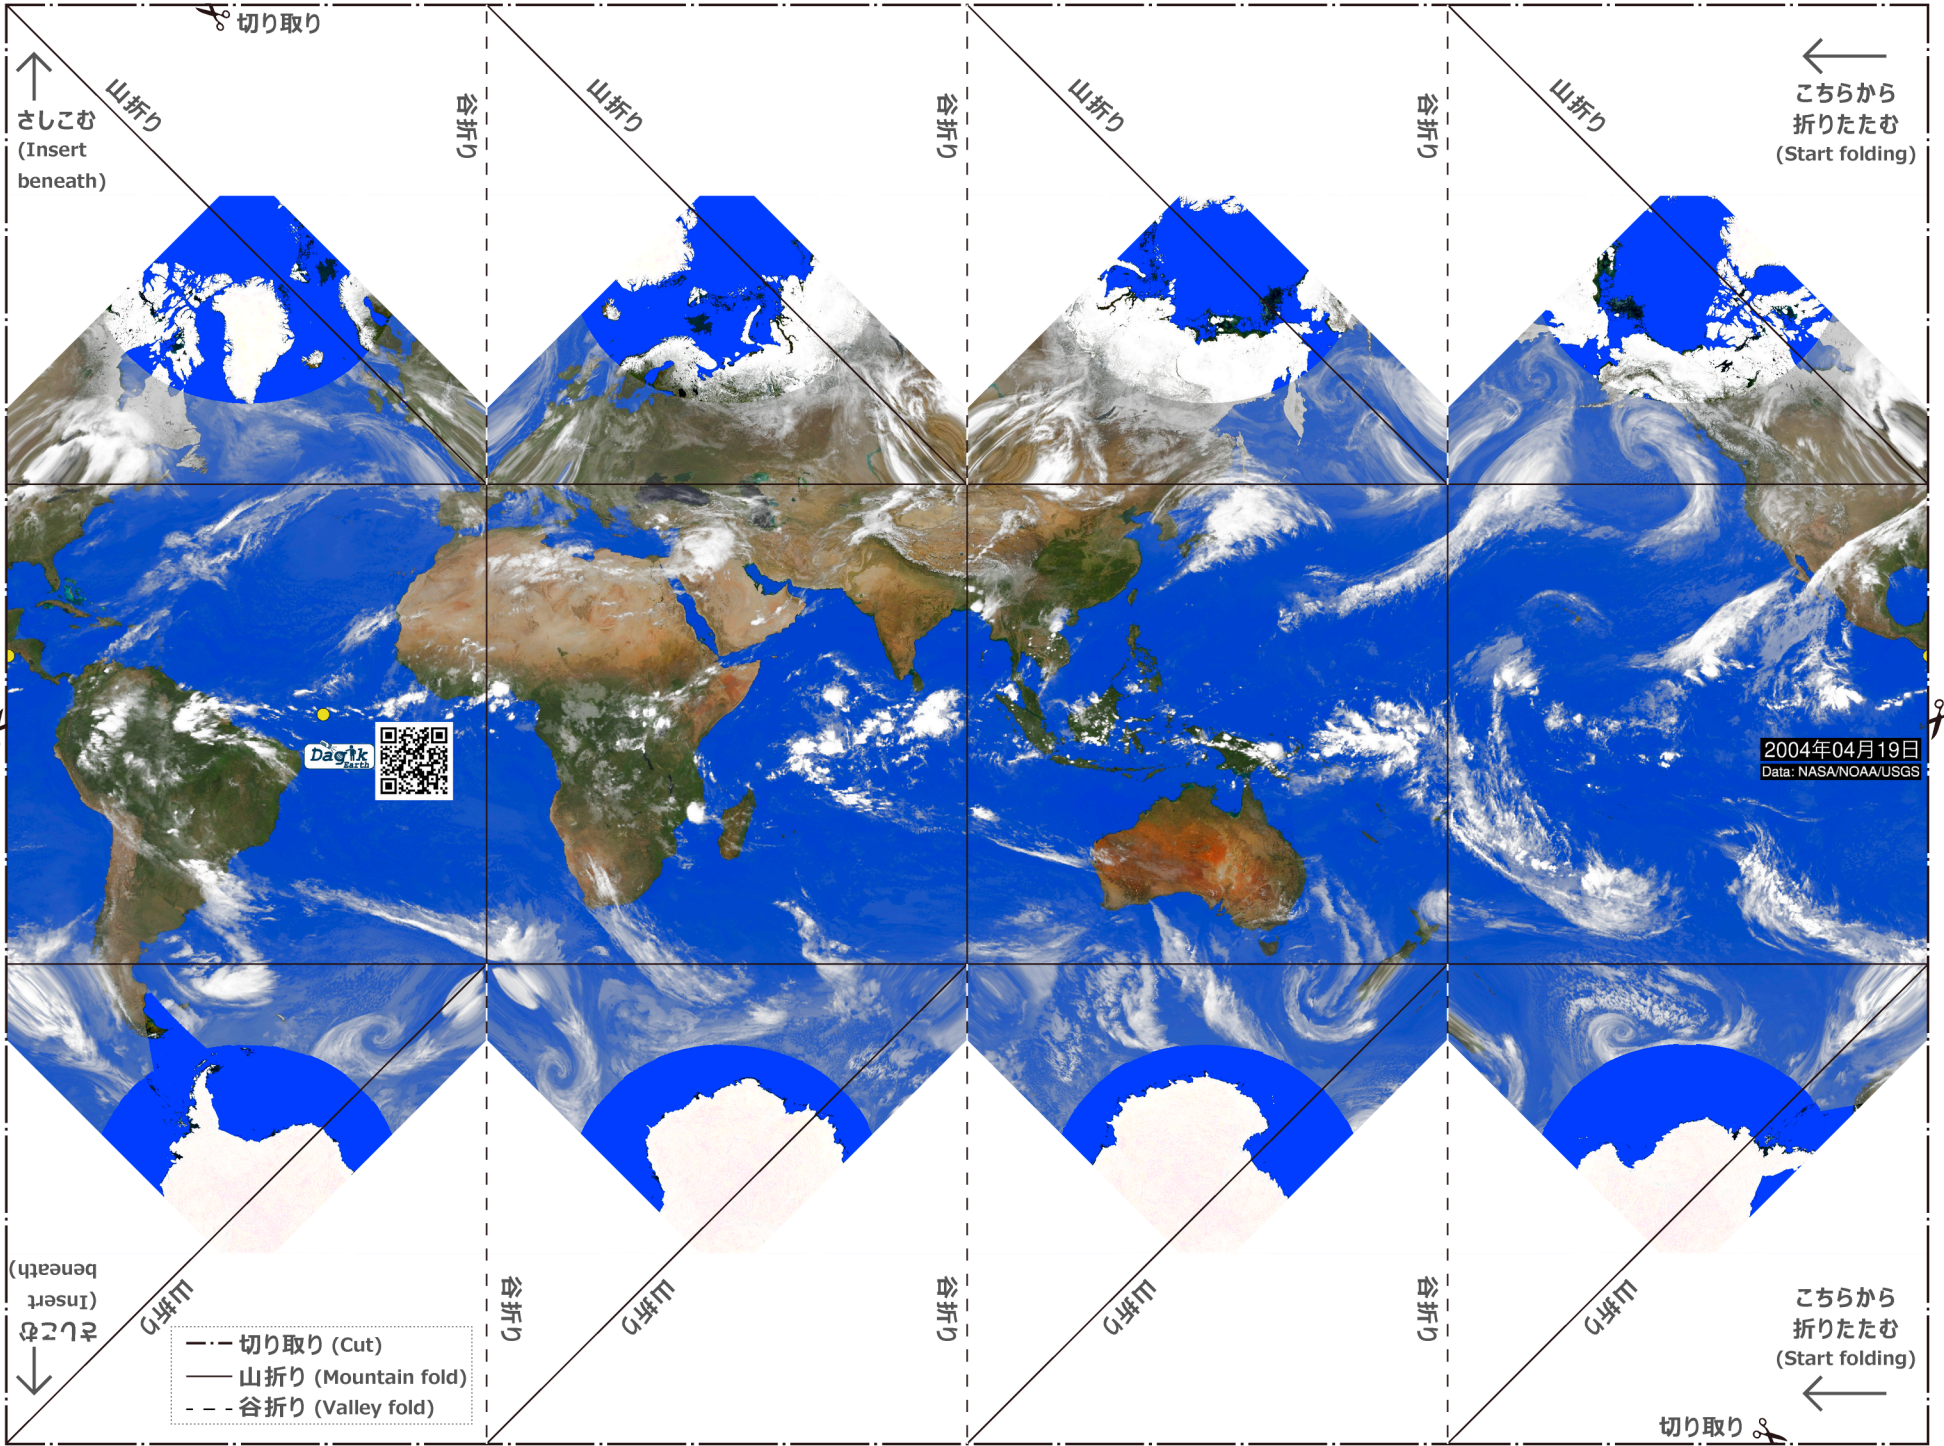 切り取り
山折り
谷折り
山折り
谷折り
山折り
谷折り
山折り
さしこむ
(Insert
beneath)
こちらから
折りたたむ
(Start folding)
Dagik
Earth
2004年04月19日
Data: NASA/NOAA/USGS
さしこむ
(Insert
beneath)
山折り
谷折り
山折り
谷折り
山折り
谷折り
山折り
こちらから
折りたたむ
(Start folding)
切り取り (Cut)
山折り (Mountain fold)
谷折り (Valley fold)
切り取り